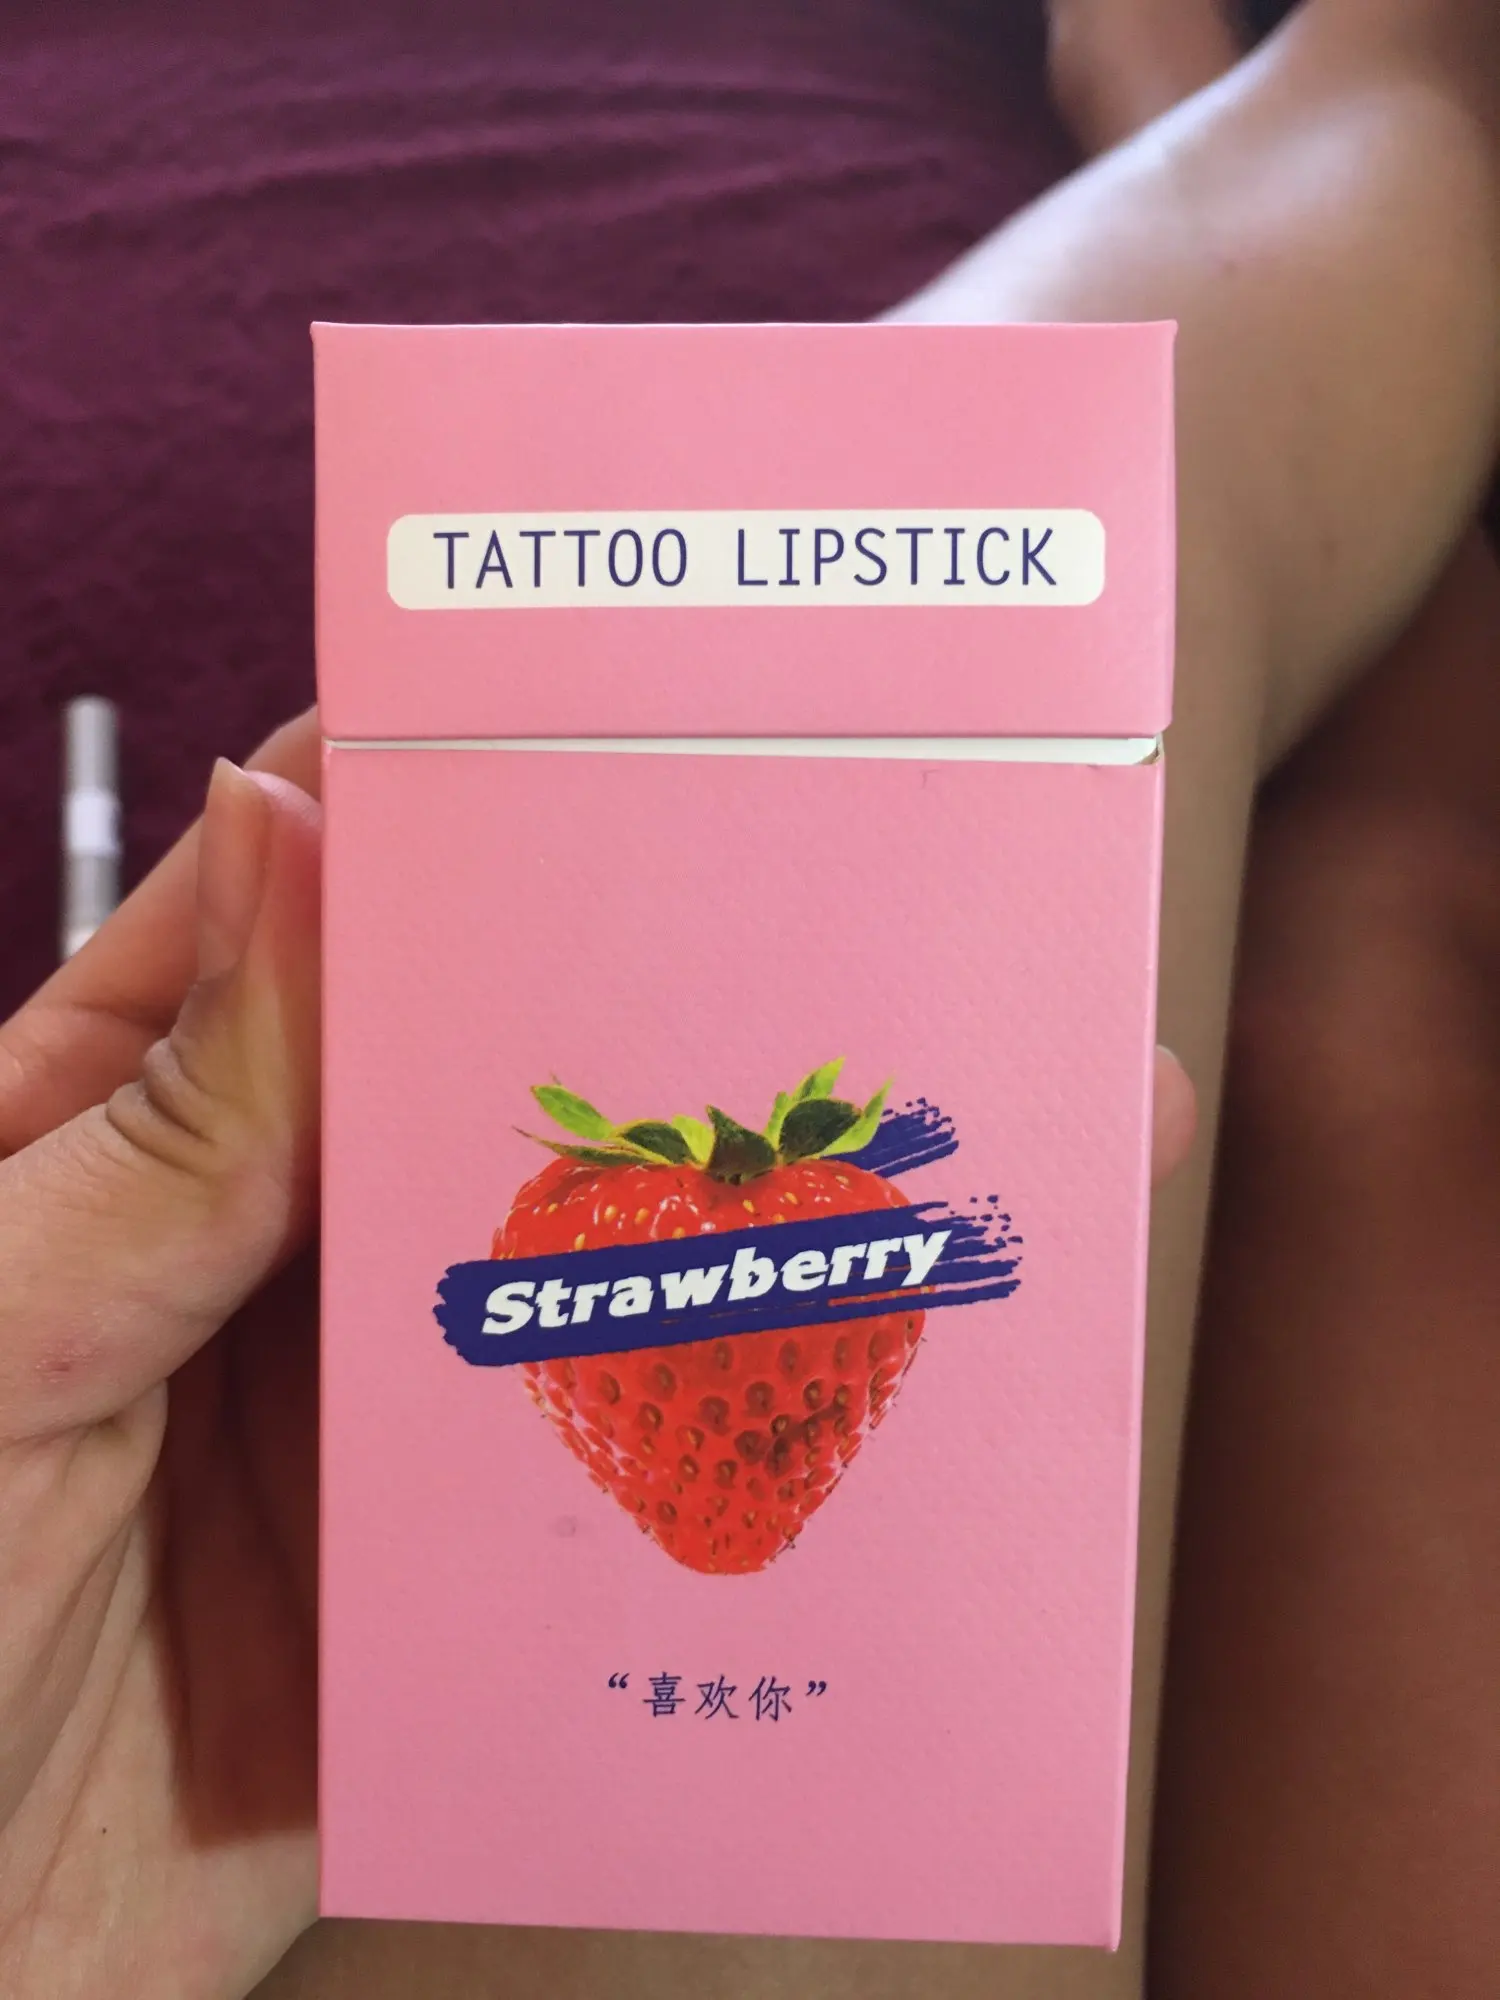 TATTOO LIPSTICK
Strawberry
“喜欢你”